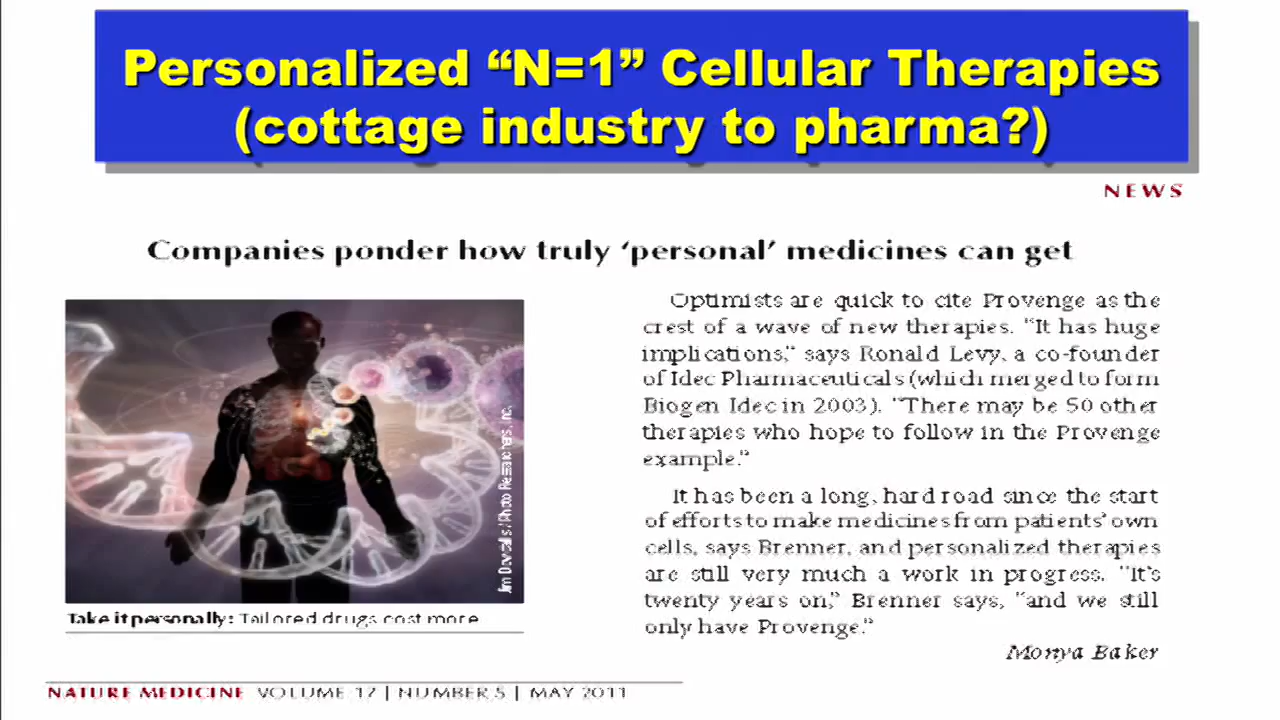 Personalized “N=1” Cellular Therapies
(cottage industry to pharma?)
NEWS
Companies ponder how truly ‘personal’ medicines can get
Optimists are quick to cite Provenge as the
crest of a wave of new therapies. “It has huge
implications,” says Ronald Levy, a co-founder
of Idec Pharmaceuticals (which merged to form
Biogen Idec in 2003). “There may be 50 other
therapies who hope to follow in the Provenge
example.”
It has been a long, hard road since the start
of efforts to make medicines from patients’ own
cells, says Brenner, and personalized therapies
are still very much a work in progress. “It’s
twenty years on,” Brenner says, “and we still
only have Provenge.”
Monya Baker
Jim Dowdalls / Photo Researchers, Inc.
Take it personally: Tailored drugs cost more
NATURE MEDICINE VOLUME 17 | NUMBER 5 | MAY 2011